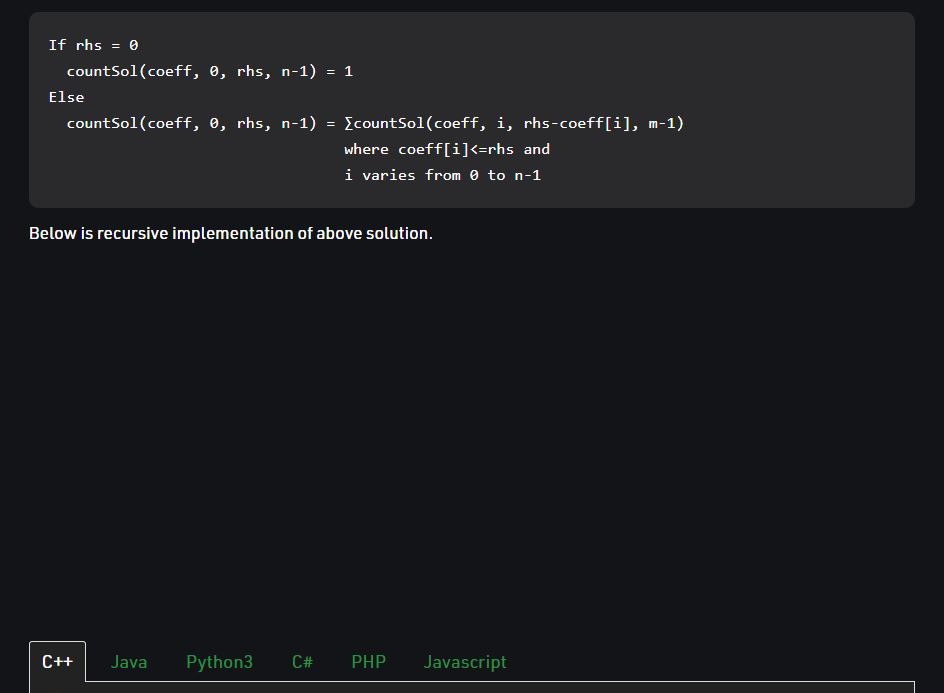 If rhs = 0
countSol(coeff, 0, rhs, n-1) = 1
Else
countSol(coeff, 0, rhs, n-1) = ∑countSol(coeff, i, rhs-coeff[i], m-1)
where coeff[i]<=rhs and
i varies from 0 to n-1
Below is recursive implementation of above solution.
C++ Java Python3 C# PHP Javascript